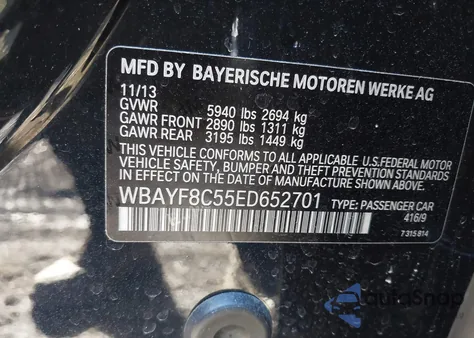 MFD BY BAYERISCHE MOTOREN WERKE AG
11/13
GVWR 5940 lbs 2694 kg
GAWR FRONT 2890 lbs 1311 kg
GAWR REAR 3195 lbs 1449 kg
THIS VEHICLE CONFORMS TO ALL APPLICABLE U.S.FEDERAL MOTOR
VEHICLE SAFETY, BUMPER, AND THEFT PREVENTION STANDARDS
IN EFFECT ON THE DATE OF MANUFACTURE SHOWN ABOVE.
WBAYF8C55ED652701 TYPE: PASSENGER CAR
416/9
7 315 814
AutoSnap